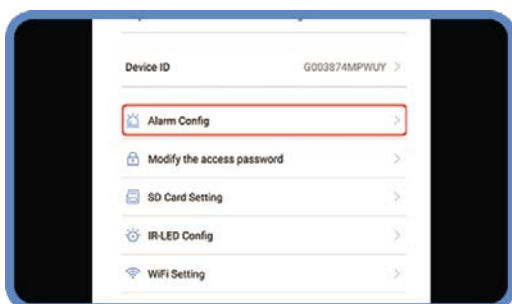 Device ID G003874MPWUY
Alarm Config
Modify the access password
SD Card Setting
IR-LED Config
WiFi Setting